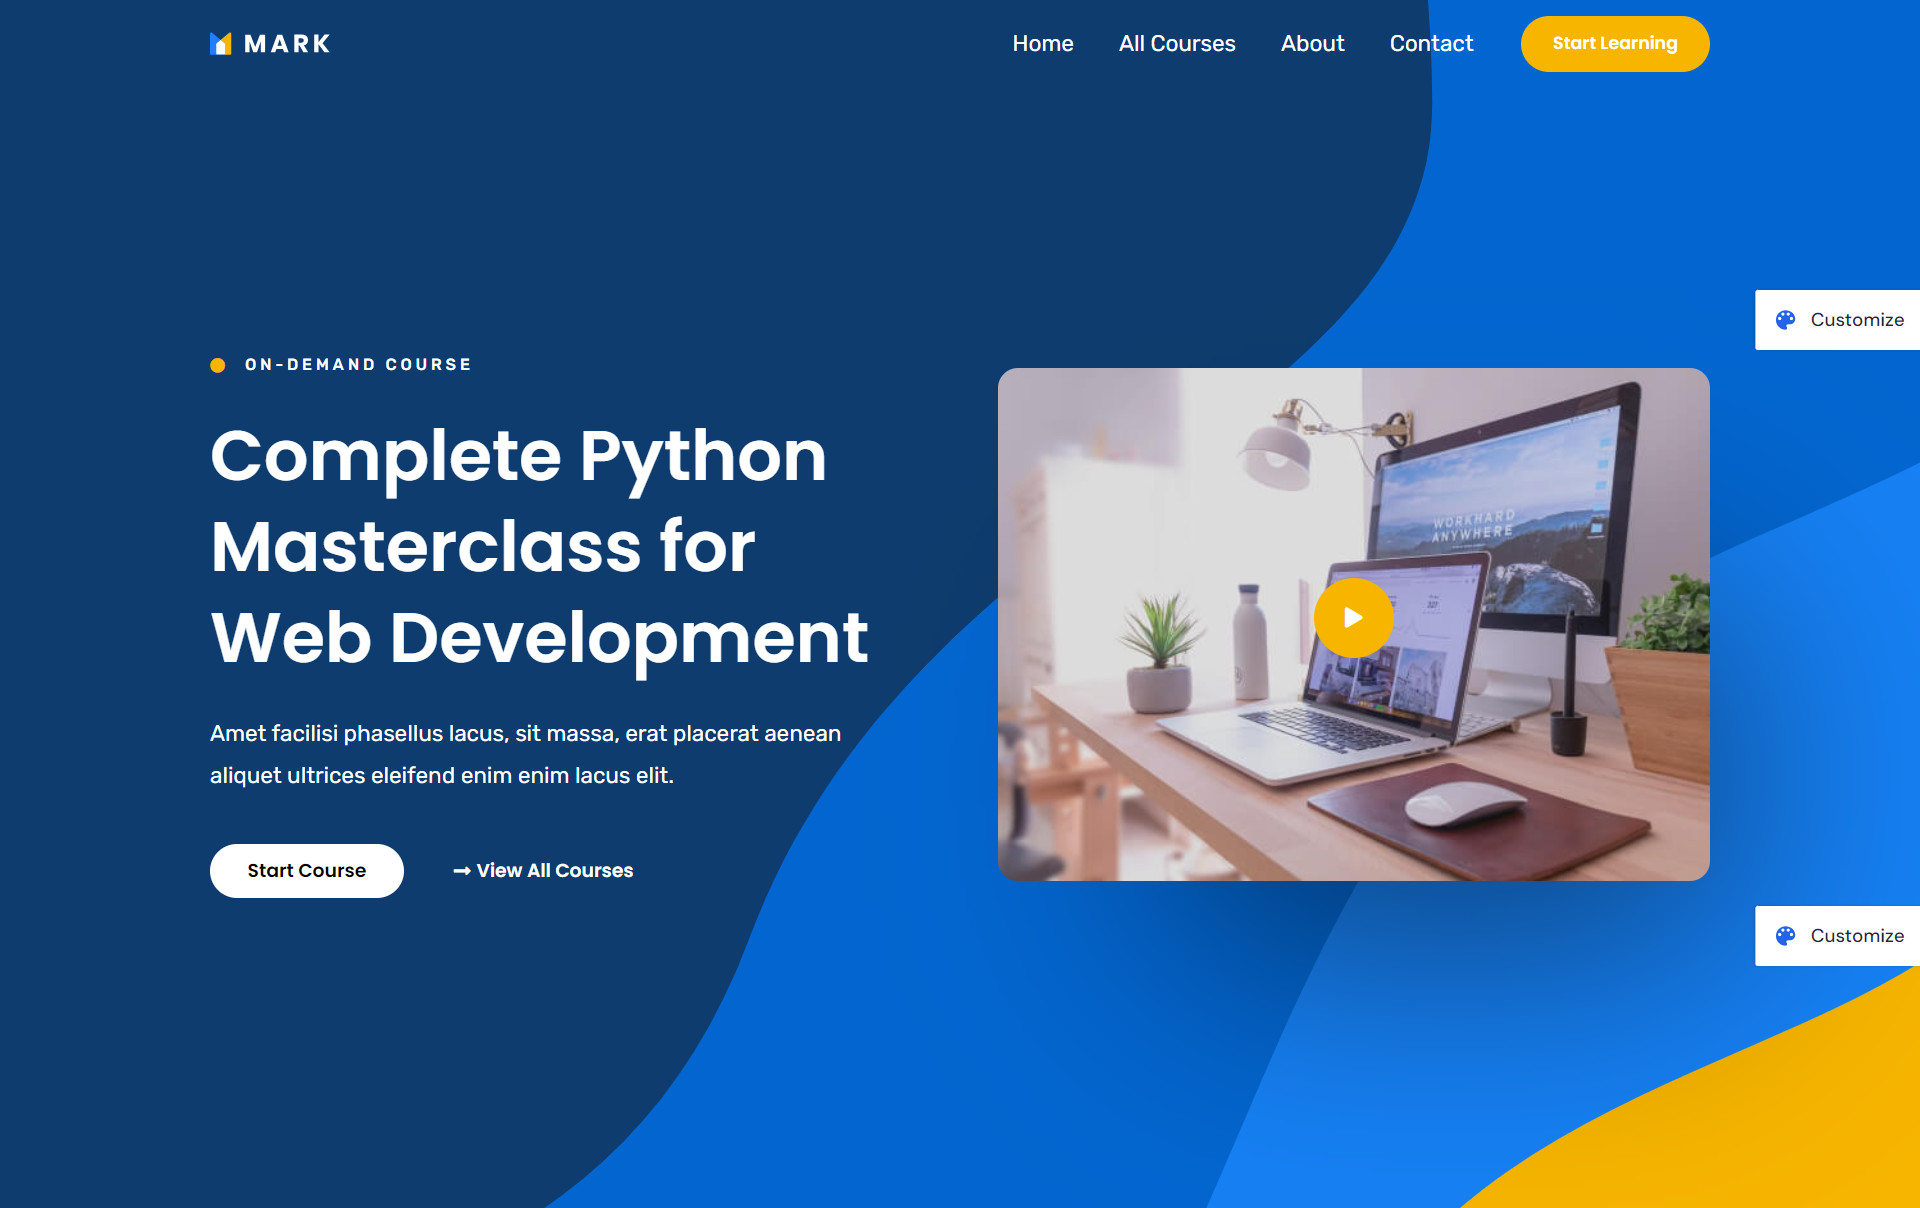 MARK
Home
All Courses
About
Contact
Start Learning
Customize
ON-DEMAND COURSE
Complete Python
Masterclass for
Web Development
WORKHARD
ANYWHERE
Amet facilisi phasellus lacus, sit massa, erat placerat aenean
aliquet ultrices eleifend enim enim lacus elit.
Start Course
View All Courses
Customize